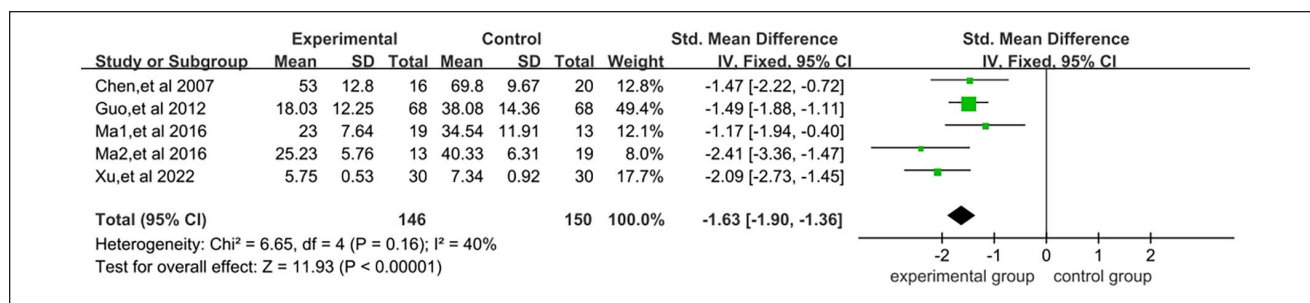 Experimental Control Std. Mean Difference Std. Mean Difference
Study or Subgroup Mean SD Total Mean SD Total Weight IV, Fixed, 95% CI IV, Fixed, 95% CI
Chen,et al 2007 53 12.8 16 69.8 9.67 20 12.8% -1.47 [-2.22, -0.72]
Guo,et al 2012 18.03 12.25 68 38.08 14.36 68 49.4% -1.49 [-1.88, -1.11]
Ma1,et al 2016 23 7.64 19 34.54 11.91 13 12.1% -1.17 [-1.94, -0.40]
Ma2,et al 2016 25.23 5.76 13 40.33 6.31 19 8.0% -2.41 [-3.36, -1.47]
Xu,et al 2022 5.75 0.53 30 7.34 0.92 30 17.7% -2.09 [-2.73, -1.45]
Total (95% CI) 146 150 100.0% -1.63 [-1.90, -1.36]
Heterogeneity: Chi² = 6.65, df = 4 (P = 0.16); I² = 40%
Test for overall effect: Z = 11.93 (P < 0.00001)
-2 -1 0 1 2
experimental group control group